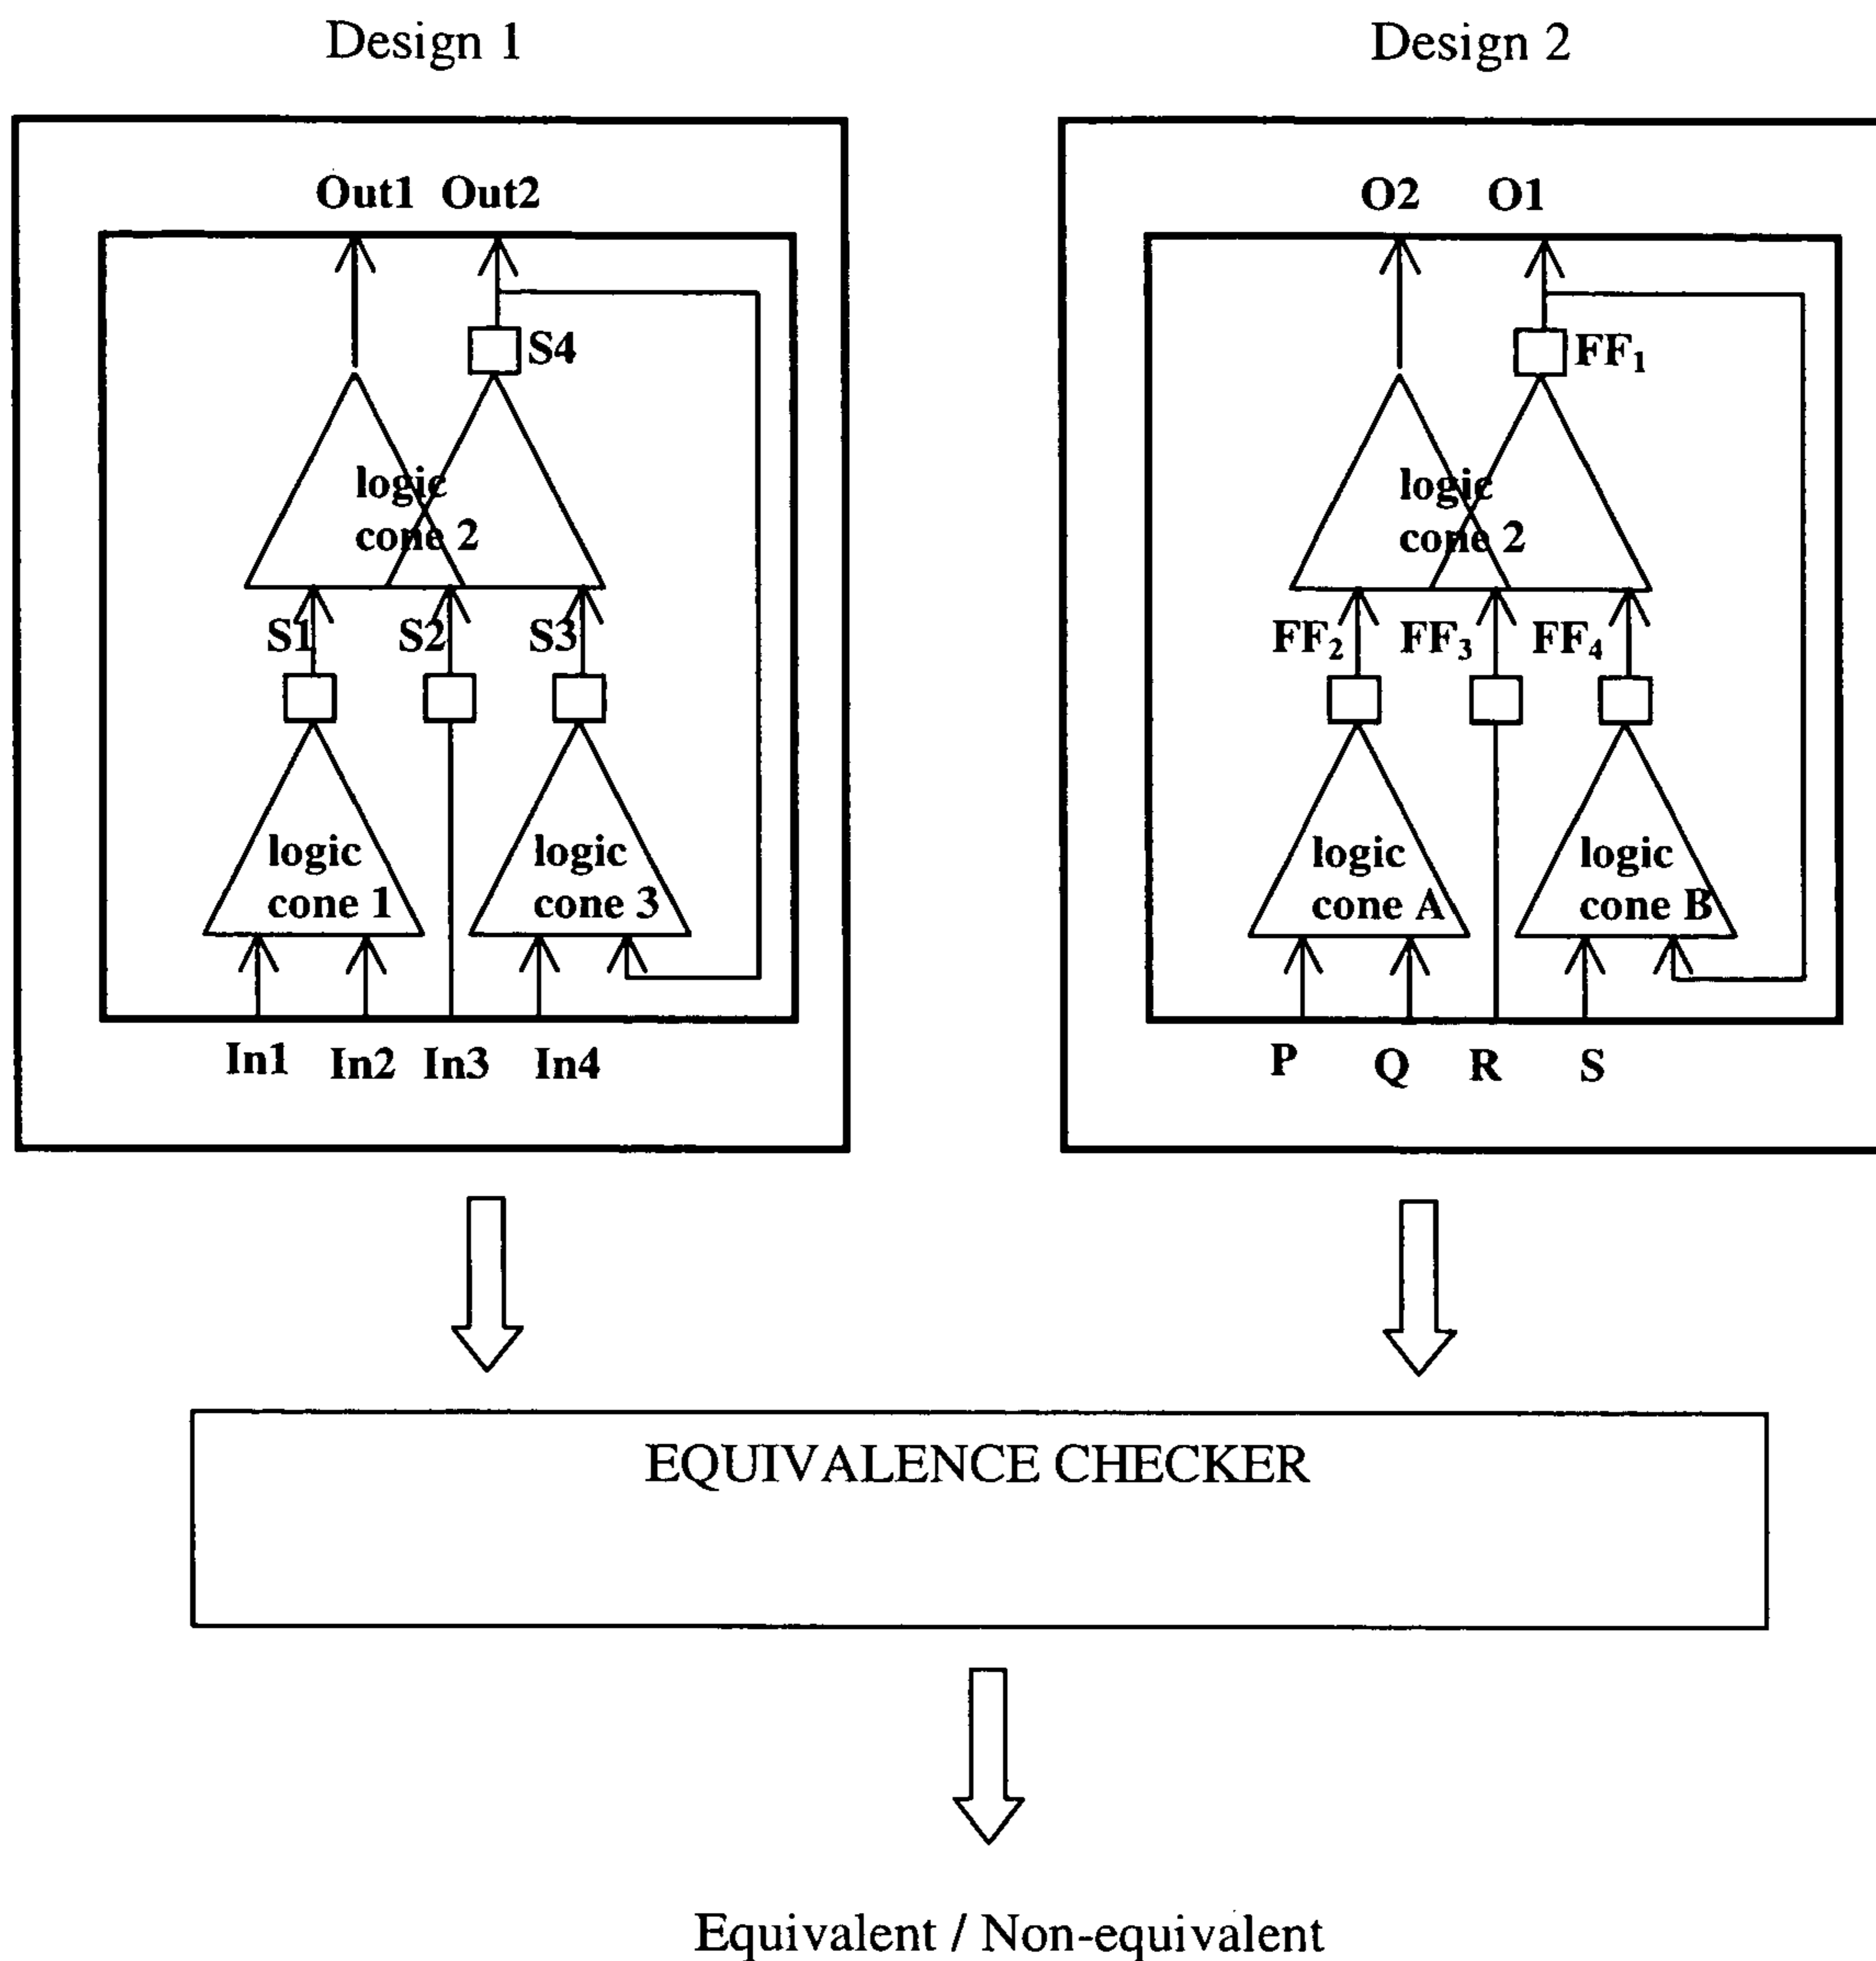 Design 1
Out1 Out2
S4
logic
cone 2
S1 S2 S3
logic
cone 1
logic
cone 3
In1 In2 In3 In4
Design 2
O2 O1
FF1
logic
cone 2
FF2 FF3 FF4
logic
cone A
logic
cone B
P Q R S
EQUIVALENCE CHECKER
Equivalent / Non-equivalent